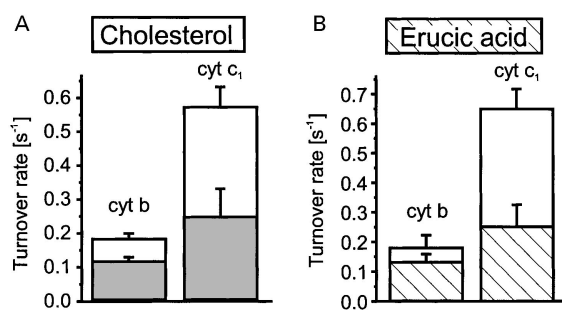 A
Cholesterol
Turnover rate [s⁻¹]
0.6
0.5
0.4
0.3
0.2
0.1
0.0
cyt b
cyt c₁
B
Erucic acid
Turnover rate [s⁻¹]
0.7
0.6
0.5
0.4
0.3
0.2
0.1
0.0
cyt b
cyt c₁